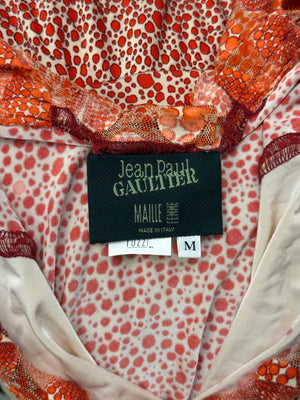 Jean Paul
GAULTIER
MAILLE
FEMME
MADE IN ITALY
FUZZI
M